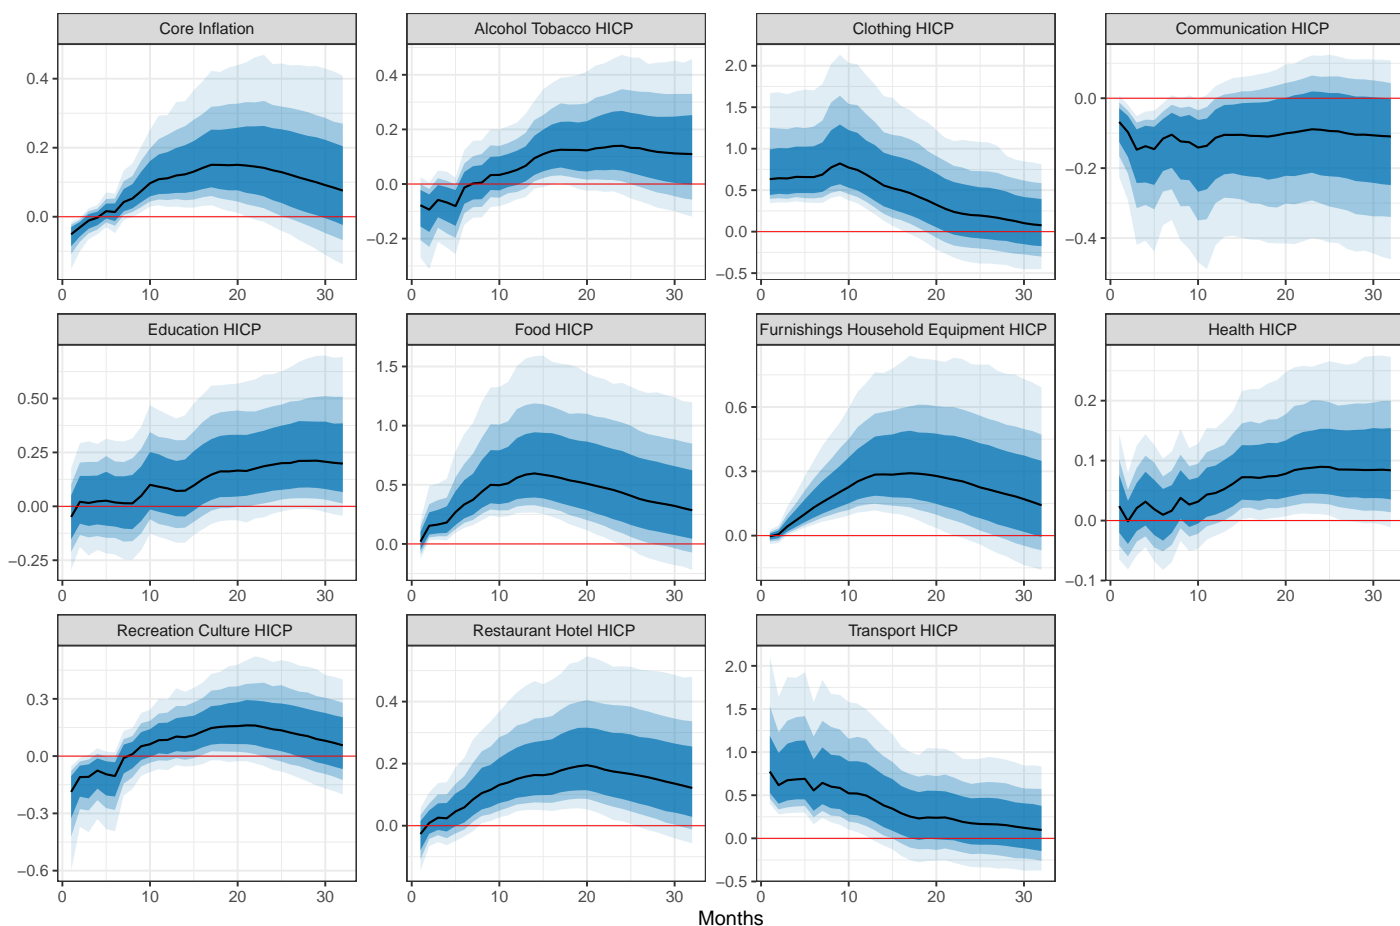 Core Inflation Alcohol Tobacco HICP Clothing HICP Communication HICP
0.4 0.4 2.0 0.0
0.2 0.2 1.5 −0.2
0.0 0.0 1.0 −0.4
−0.2 0.5
0.0
−0.5
0 10 20 30 0 10 20 30 0 10 20 30 0 10 20 30
Education HICP Food HICP Furnishings Household Equipment HICP Health HICP
0.50 1.5 0.6 0.2
0.25 1.0 0.3 0.1
0.00 0.5 0.0 0.0
−0.25 0.0 −0.1
0 10 20 30 0 10 20 30 0 10 20 30 0 10 20 30
Recreation Culture HICP Restaurant Hotel HICP Transport HICP
0.3 0.4 2.0
0.0 0.2 1.5
−0.3 0.0 1.0
−0.6 0.5
0.0
−0.5
0 10 20 30 0 10 20 30 0 10 20 30
Months